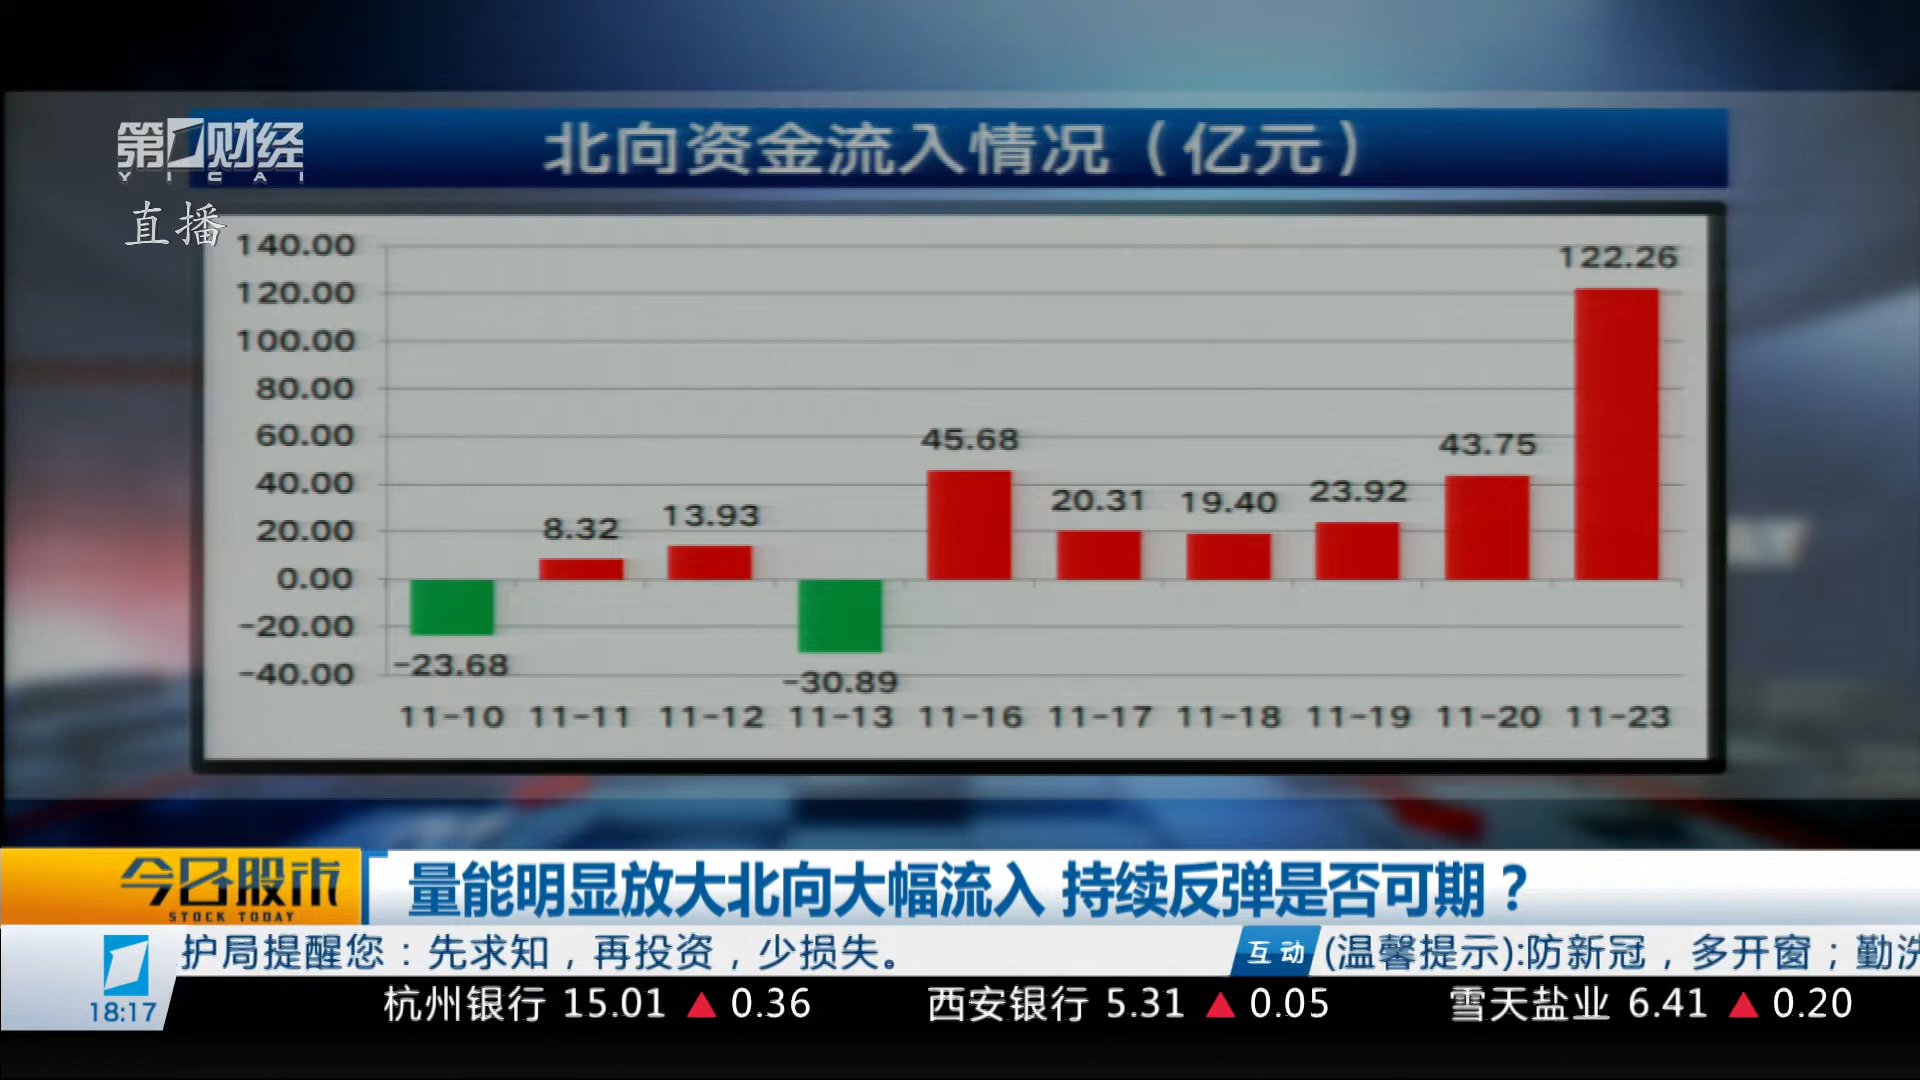 第1财经
YICAI
直播
北向资金流入情况（亿元）
140.00
120.00
100.00
80.00
60.00
40.00
20.00
0.00
-20.00
-40.00
-23.68
8.32
13.93
-30.89
45.68
20.31
19.40
23.92
43.75
122.26
11-10 11-11 11-12 11-13 11-16 11-17 11-18 11-19 11-20 11-23
今日股市
STOCK TODAY
量能明显放大北向大幅流入 持续反弹是否可期？
护局提醒您：先求知，再投资，少损失。
互动 (温馨提示):防新冠，多开窗；勤洗
18:17
杭州银行 15.01 ▲ 0.36 西安银行 5.31 ▲ 0.05 雪天盐业 6.41 ▲ 0.20